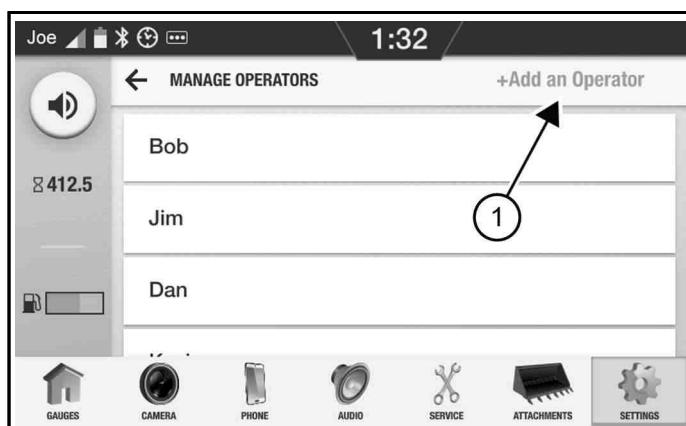 Joe 1:32
MANAGE OPERATORS +Add an Operator
Bob
412.5
Jim
1
Dan
GAUGES CAMERA PHONE AUDIO SERVICE ATTACHMENTS SETTINGS